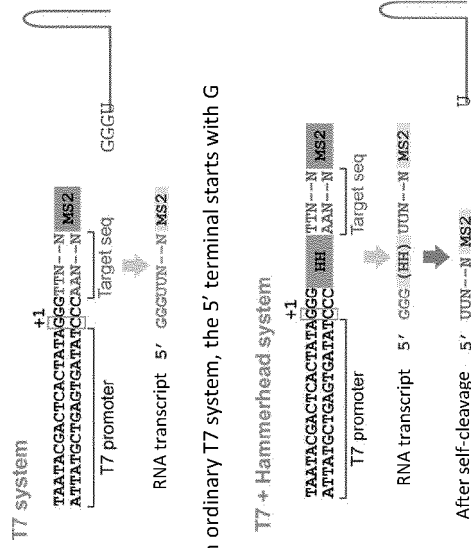 T7 system
+1
TAATACGACTCACTATAGGGTTN--N MS2
ATTATGCTGAGTGATATCCCAAN--N
T7 promoter
Target seq
RNA transcript 5′ GGGUUN--N MS2
GGGU
n ordinary T7 system, the 5′ terminal starts with G
T7 + Hammerhead system
+1
TAATACGACTCACTATAGGG HH TTN--N MS2
ATTATGCTGAGTGATATCCC AAN--N
T7 promoter
Target seq
RNA transcript 5′ GGG (HH) UUN--N MS2
After self-cleavage 5′ UUN--N MS2
U